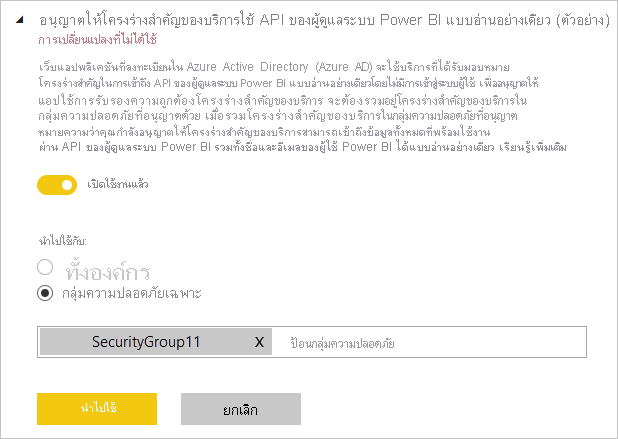 อนุญาตให้โครงร่างสำคัญของบริการใช้ API ของผู้ดูแลระบบ Power BI แบบอ่านอย่างเดียว (ตัวอย่าง)
การเปลี่ยนแปลงที่ไม่ได้ใช้
เว็บแอปพลิเคชันที่ลงทะเบียนใน Azure Active Directory (Azure AD) จะใช้บริการที่ได้รับมอบหมาย
โครงร่างสำคัญในการเข้าถึง API ของผู้ดูแลระบบ Power BI แบบอ่านอย่างเดียวโดยไม่มีการเข้าสู่ระบบผู้ใช้ เพื่ออนุญาตให้
แอปใช้การรับรองความถูกต้องโครงร่างสำคัญของบริการ จะต้องรวมอยู่โครงร่างสำคัญของบริการใน
กลุ่มความปลอดภัยที่อนุญาตด้วย เมื่อรวมโครงร่างสำคัญของบริการในกลุ่มความปลอดภัยที่อนุญาต
หมายความว่าคุณกำลังอนุญาตให้โครงร่างสำคัญของบริการสามารถเข้าถึงข้อมูลทั้งหมดที่พร้อมใช้งาน
ผ่าน API ของผู้ดูแลระบบ Power BI รวมทั้งชื่อและอีเมลของผู้ใช้ Power BI ได้แบบอ่านอย่างเดียว เรียนรู้เพิ่มเติม
เปิดใช้งานแล้ว
นำไปใช้กับ:
ทั้งองค์กร
กลุ่มความปลอดภัยเฉพาะ
SecurityGroup11 X ป้อนกลุ่มความปลอดภัย
นำไปใช้ ยกเลิก